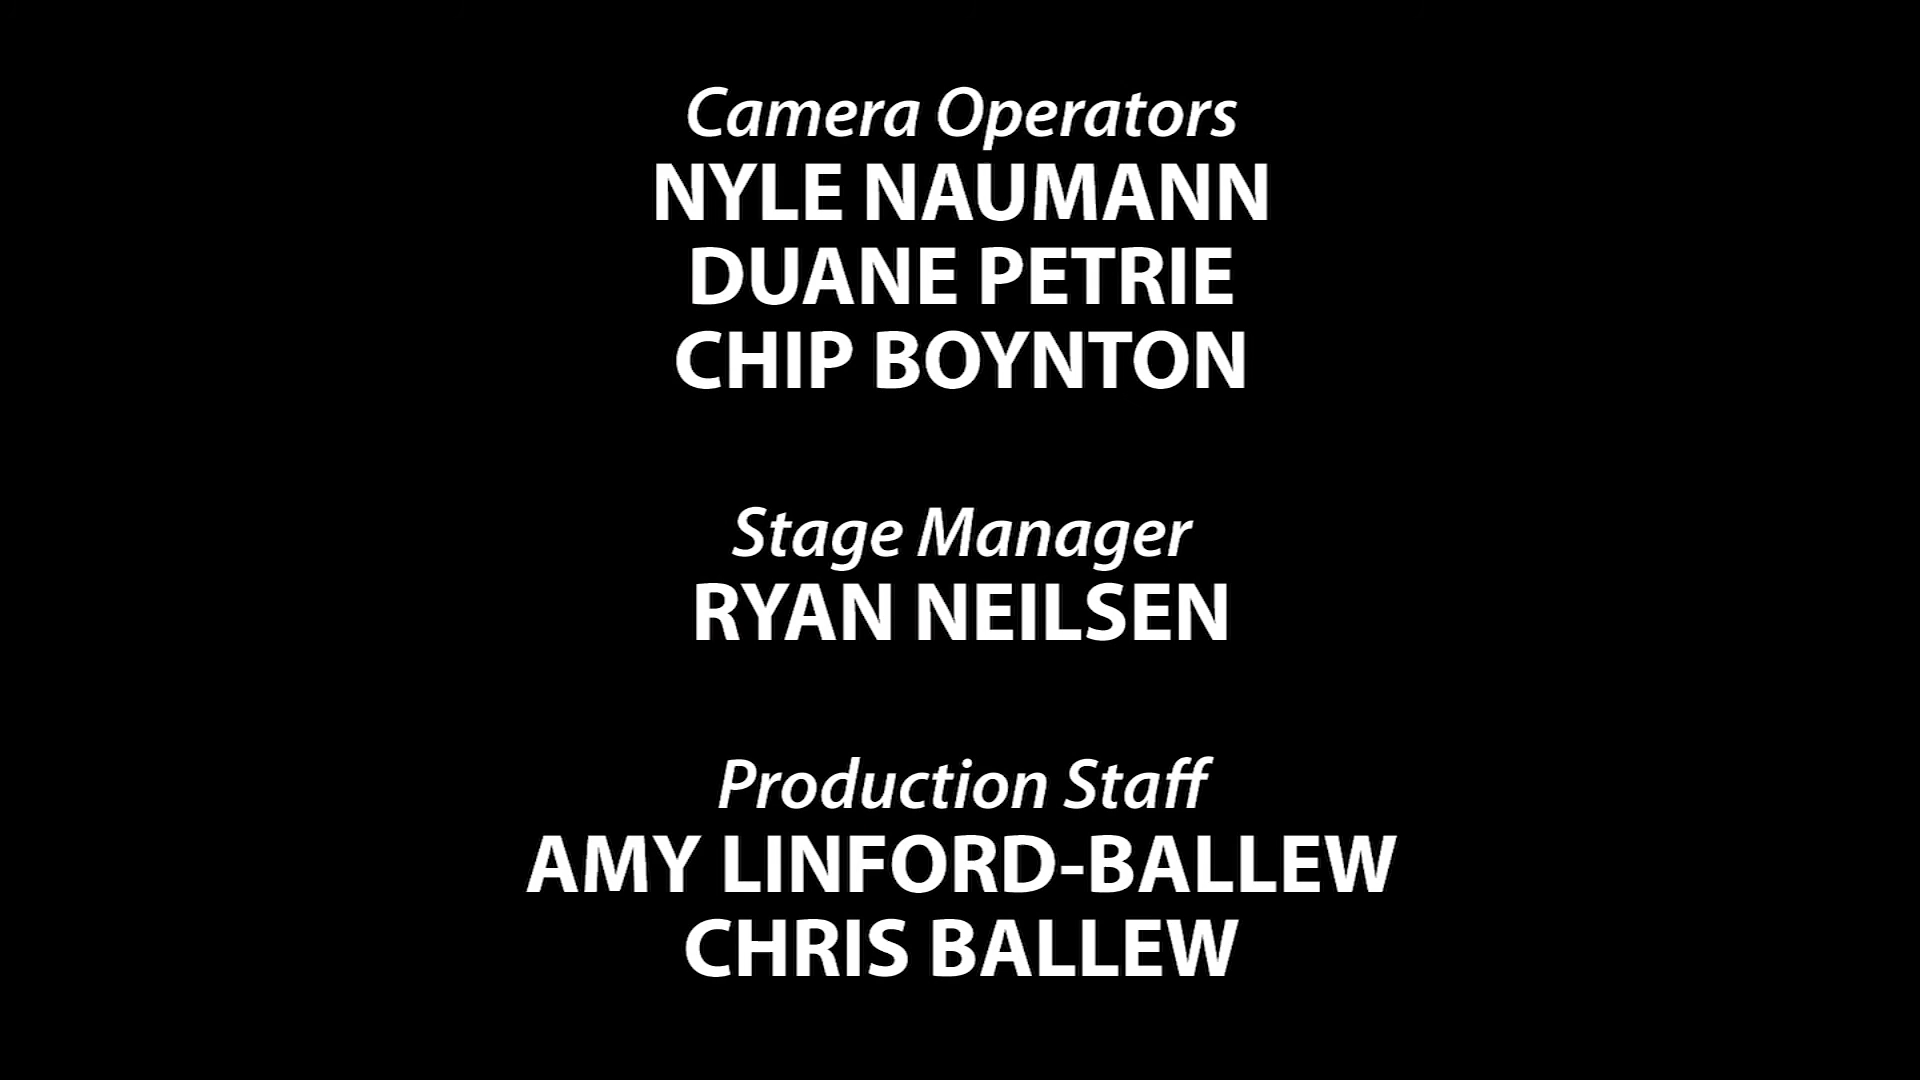 Camera Operators
NYLE NAUMANN
DUANE PETRIE
CHIP BOYNTON
Stage Manager
RYAN NEILSEN
Production Staff
AMY LINFORD-BALLEW
CHRIS BALLEW